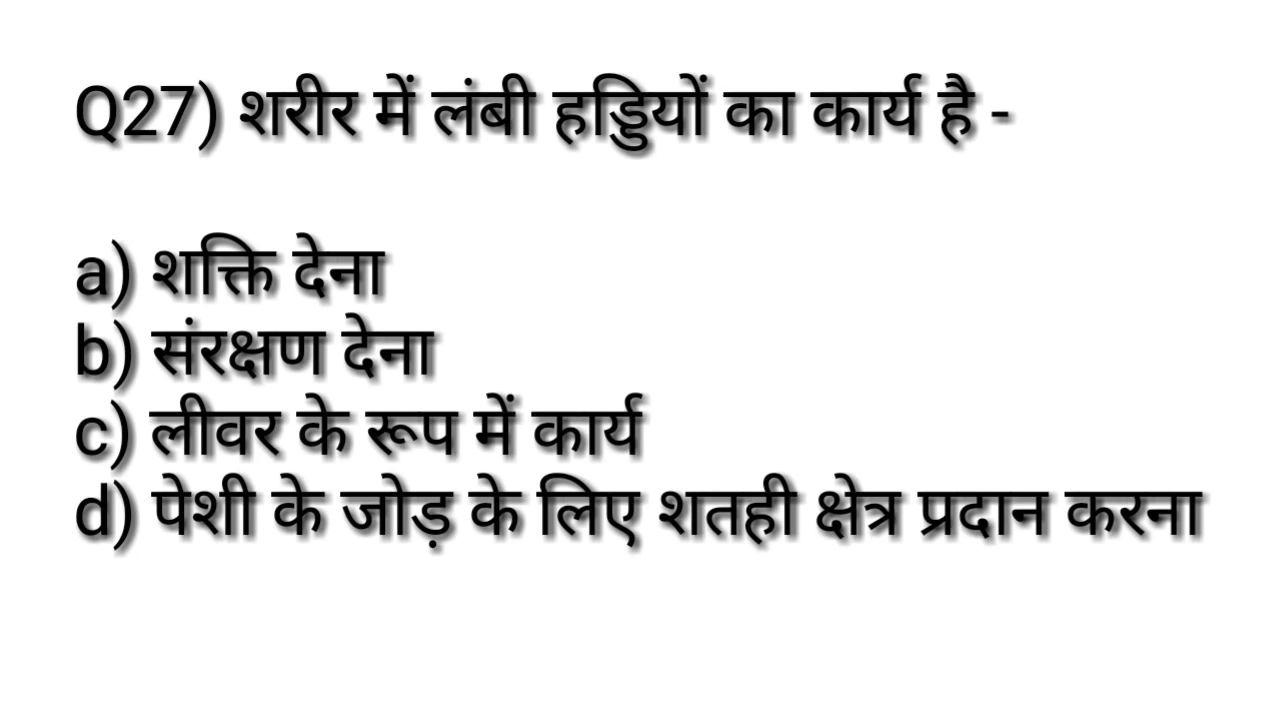 Q27) शरीर में लंबी हड्डियों का कार्य है -
a) शक्ति देना
b) संरक्षण देना
c) लीवर के रूप में कार्य
d) पेशी के जोड़ के लिए शतही क्षेत्र प्रदान करना